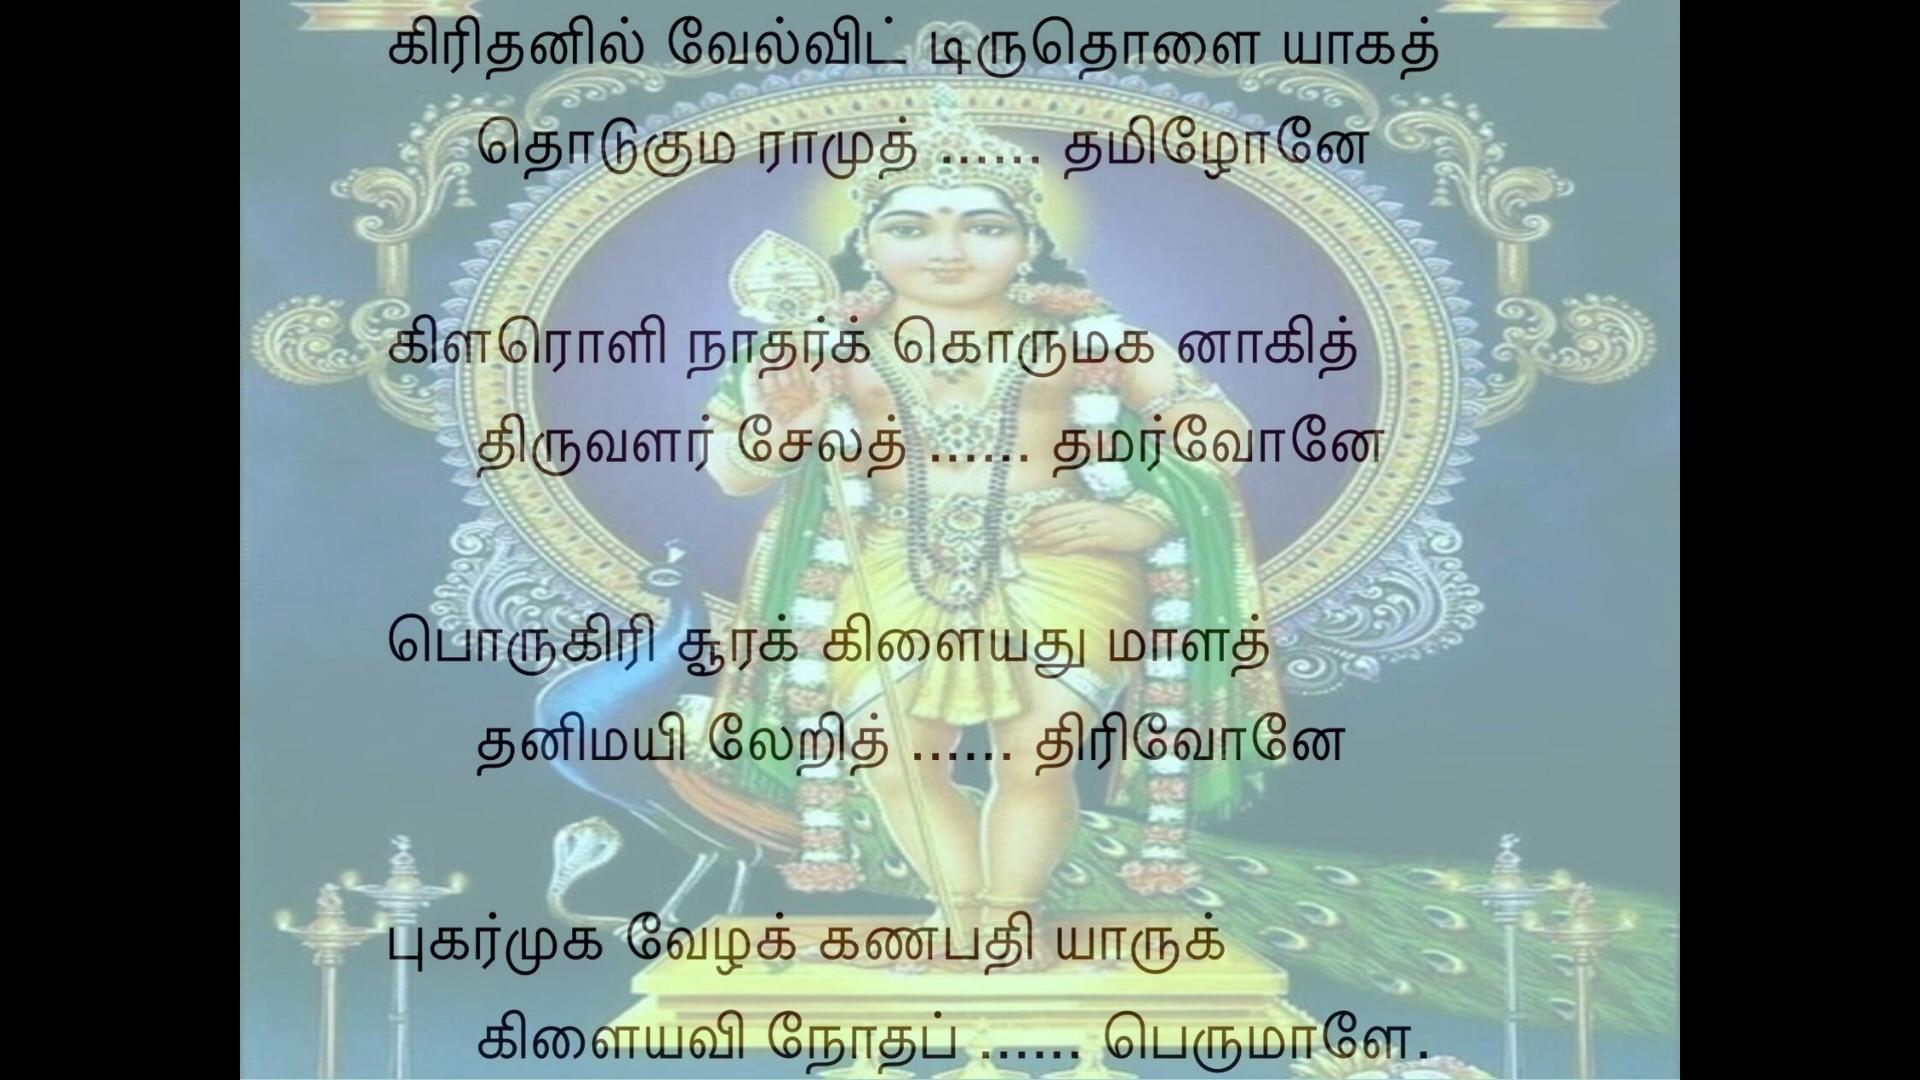 கிரிதனில் வேல்விட் டிருதொளை யாகத்
தொடுகும ராமுத் ...... தமிழோனே
கிளரொளி நாதர்க் கொருமக னாகித்
திருவளர் சேலத் ...... தமர்வோனே
பொருகிரி சூரக் கிளையது மாளத்
தனிமயி லேறித் ...... திரிவோனே
புகர்முக வேழக் கணபதி யாருக்
கிளையவி நோதப் ...... பெருமாளே.